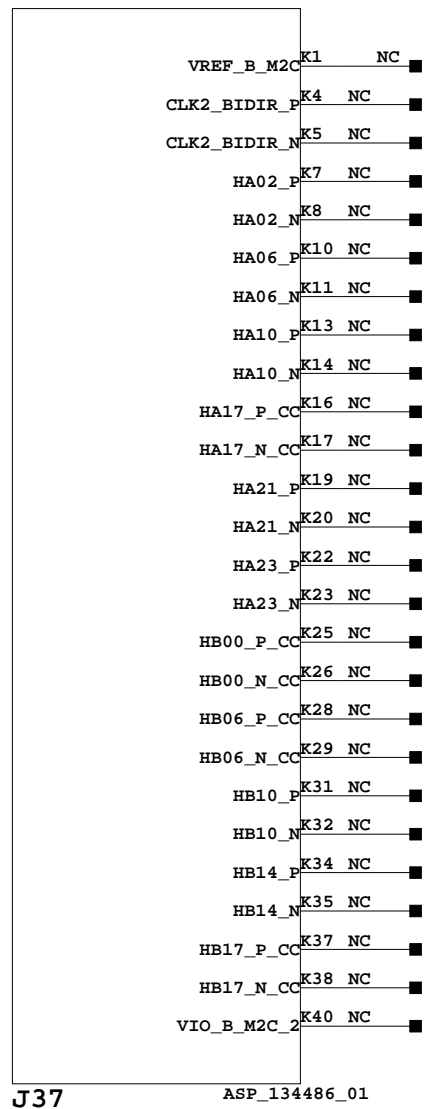 VREF_B_M2C K1 NC
CLK2_BIDIR_P K4 NC
CLK2_BIDIR_N K5 NC
HA02_P K7 NC
HA02_N K8 NC
HA06_P K10 NC
HA06_N K11 NC
HA10_P K13 NC
HA10_N K14 NC
HA17_P_CC K16 NC
HA17_N_CC K17 NC
HA21_P K19 NC
HA21_N K20 NC
HA23_P K22 NC
HA23_N K23 NC
HB00_P_CC K25 NC
HB00_N_CC K26 NC
HB06_P_CC K28 NC
HB06_N_CC K29 NC
HB10_P K31 NC
HB10_N K32 NC
HB14_P K34 NC
HB14_N K35 NC
HB17_P_CC K37 NC
HB17_N_CC K38 NC
VIO_B_M2C_2 K40 NC
J37 ASP_134486_01